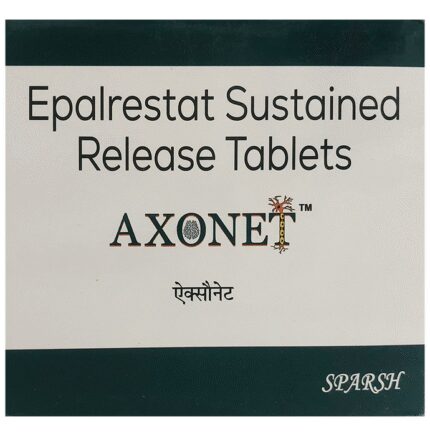 Epalrestat Sustained
Release Tablets
AXONET™
ऐक्सौनेट
SPARSH